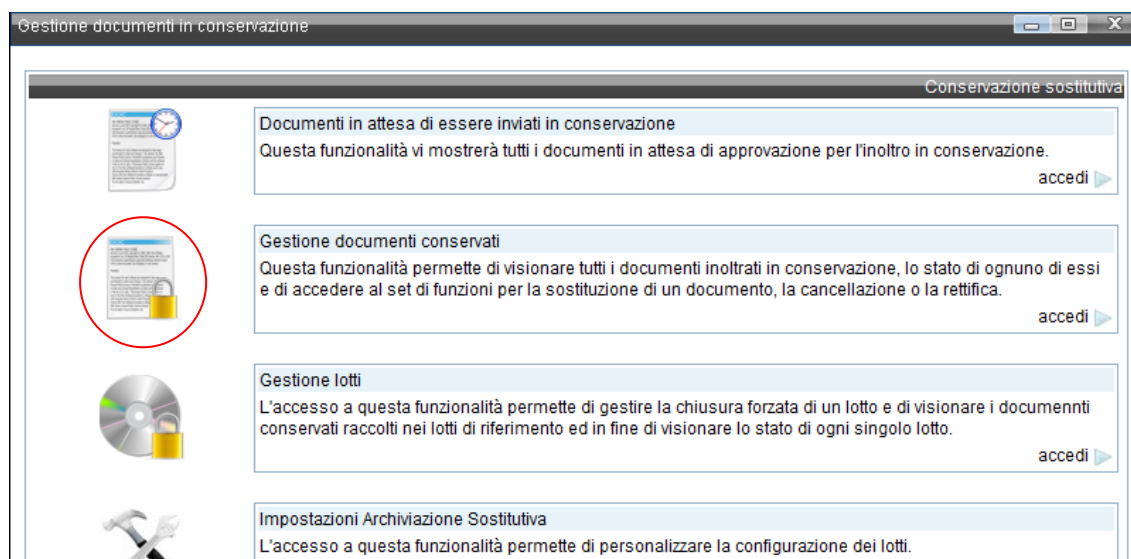 Gestione documenti in conservazione
Conservazione sostitutiva
Documenti in attesa di essere inviati in conservazione
Questa funzionalità vi mostrerà tutti i documenti in attesa di approvazione per l'inoltro in conservazione.
accedi
Gestione documenti conservati
Questa funzionalità permette di visionare tutti i documenti inoltrati in conservazione, lo stato di ognuno di essi
e di accedere al set di funzioni per la sostituzione di un documento, la cancellazione o la rettifica.
accedi
Gestione lotti
L'accesso a questa funzionalità permette di gestire la chiusura forzata di un lotto e di visionare i documennti
conservati raccolti nei lotti di riferimento ed in fine di visionare lo stato di ogni singolo lotto.
accedi
Impostazioni Archiviazione Sostitutiva
L'accesso a questa funzionalità permette di personalizzare la configurazione dei lotti.